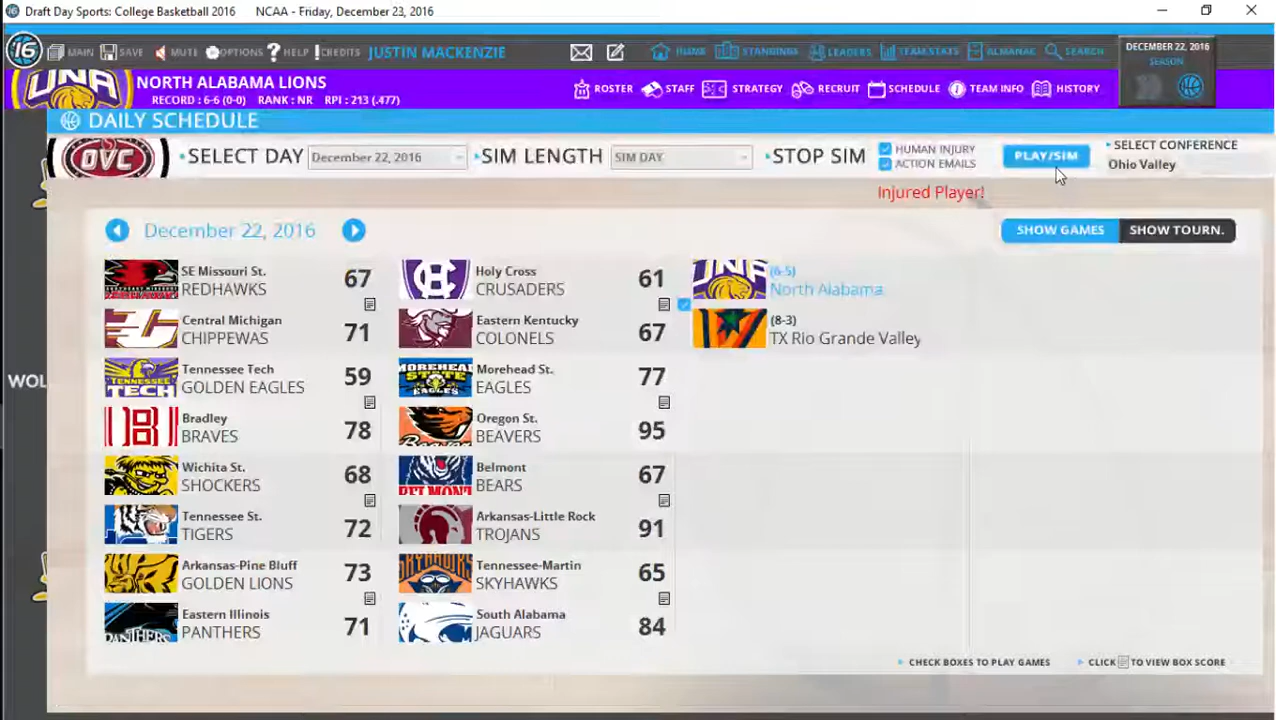 Draft Day Sports: College Basketball 2016 NCAA - Friday, December 23, 2016
16 MAIN SAVE MUTE OPTIONS ? HELP CREDITS JUSTIN MACKENZIE HOME STANDINGS LEADERS TEAM STATS ALMANAC SEARCH DECEMBER 22, 2016
SEASON
UNA NORTH ALABAMA LIONS ROSTER STAFF STRATEGY RECRUIT SCHEDULE TEAM INFO HISTORY
RECORD : 6-6 (0-0) RANK : NR RPI : 213 (.477)
DAILY SCHEDULE
OVC SELECT DAY December 22, 2016 SIM LENGTH SIM DAY STOP SIM HUMAN INJURY PLAY/SIM SELECT CONFERENCE
ACTION EMAILS Ohio Valley
Injured Player!
December 22, 2016 SHOW GAMES SHOW TOURN.
SE Missouri St. REDHAWKS 67
Central Michigan CHIPPEWAS 71
Tennessee Tech GOLDEN EAGLES 59
Bradley BRAVES 78
Wichita St. SHOCKERS 68
Tennessee St. TIGERS 72
Arkansas-Pine Bluff GOLDEN LIONS 73
Eastern Illinois PANTHERS 71
Holy Cross CRUSADERS 61
Eastern Kentucky COLONELS 67
Morehead St. EAGLES 77
Oregon St. BEAVERS 95
Belmont BEARS 67
Arkansas-Little Rock TROJANS 91
Tennessee-Martin SKYHAWKS 65
South Alabama JAGUARS 84
(6-5)
North Alabama
(8-3)
TX Rio Grande Valley
WOL
CHECK BOXES TO PLAY GAMES CLICK TO VIEW BOX SCORE